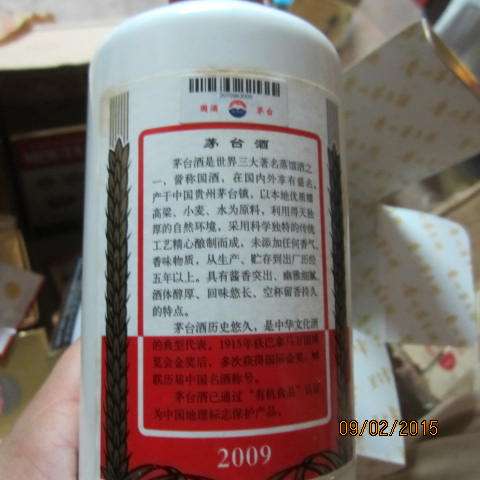 国酒 茅台
茅台酒
茅台酒是世界三大著名蒸馏酒之
一，誉称国酒，在国内外享有盛名。
产于中国贵州茅台镇，以本地优质糯
高粱、小麦、水为原料，利用得天独
厚的自然环境，采用科学独特的传统
工艺精心酿制而成，未添加任何香气、
香味物质，从生产、贮存到出厂历经
五年以上。具有酱香突出、幽雅细腻、
酒体醇厚、回味悠长、空杯留香持久
的特点。
茅台酒历史悠久，是中华文化酒
的典型代表，1915年获巴拿马万国博
览会金奖后，多次获得国际金奖，蝉
联历届中国名酒称号。
茅台酒已通过"有机食品"认证
为中国地理标志保护产品。
2009
09/02/2015